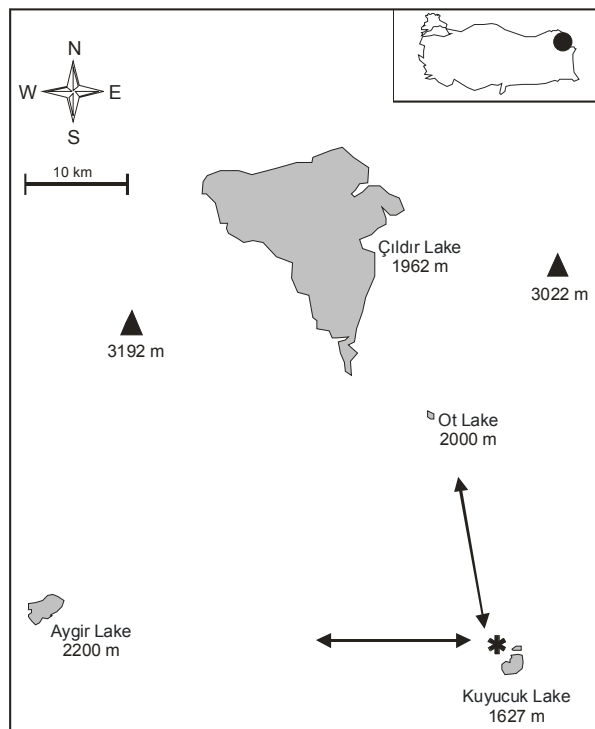 N
W E
S
10 km
Çıldır Lake
1962 m
3022 m
3192 m
Ot Lake
2000 m
Aygir Lake
2200 m
Kuyucuk Lake
1627 m